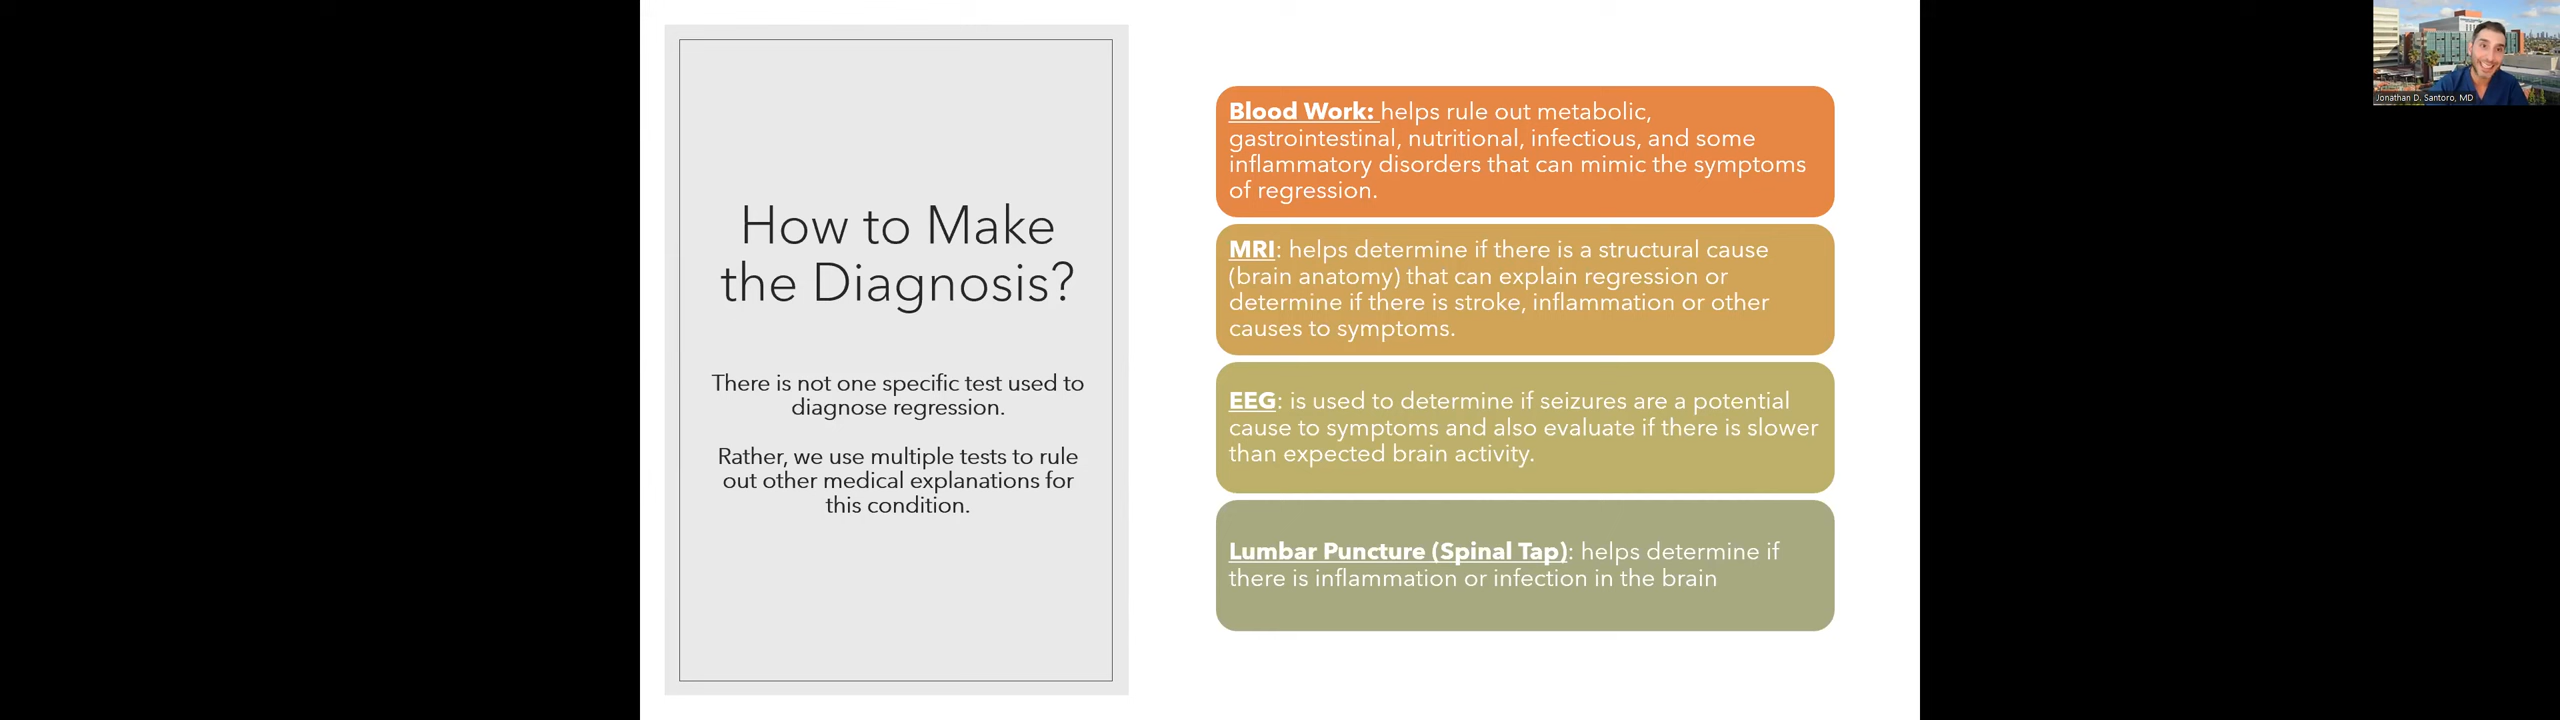 How to Make
the Diagnosis?
There is not one specific test used to
diagnose regression.
Rather, we use multiple tests to rule
out other medical explanations for
this condition.
Blood Work: helps rule out metabolic,
gastrointestinal, nutritional, infectious, and some
inflammatory disorders that can mimic the symptoms
of regression.
MRI: helps determine if there is a structural cause
(brain anatomy) that can explain regression or
determine if there is stroke, inflammation or other
causes to symptoms.
EEG: is used to determine if seizures are a potential
cause to symptoms and also evaluate if there is slower
than expected brain activity.
Lumbar Puncture (Spinal Tap): helps determine if
there is inflammation or infection in the brain
Jonathan D. Santoro, MD